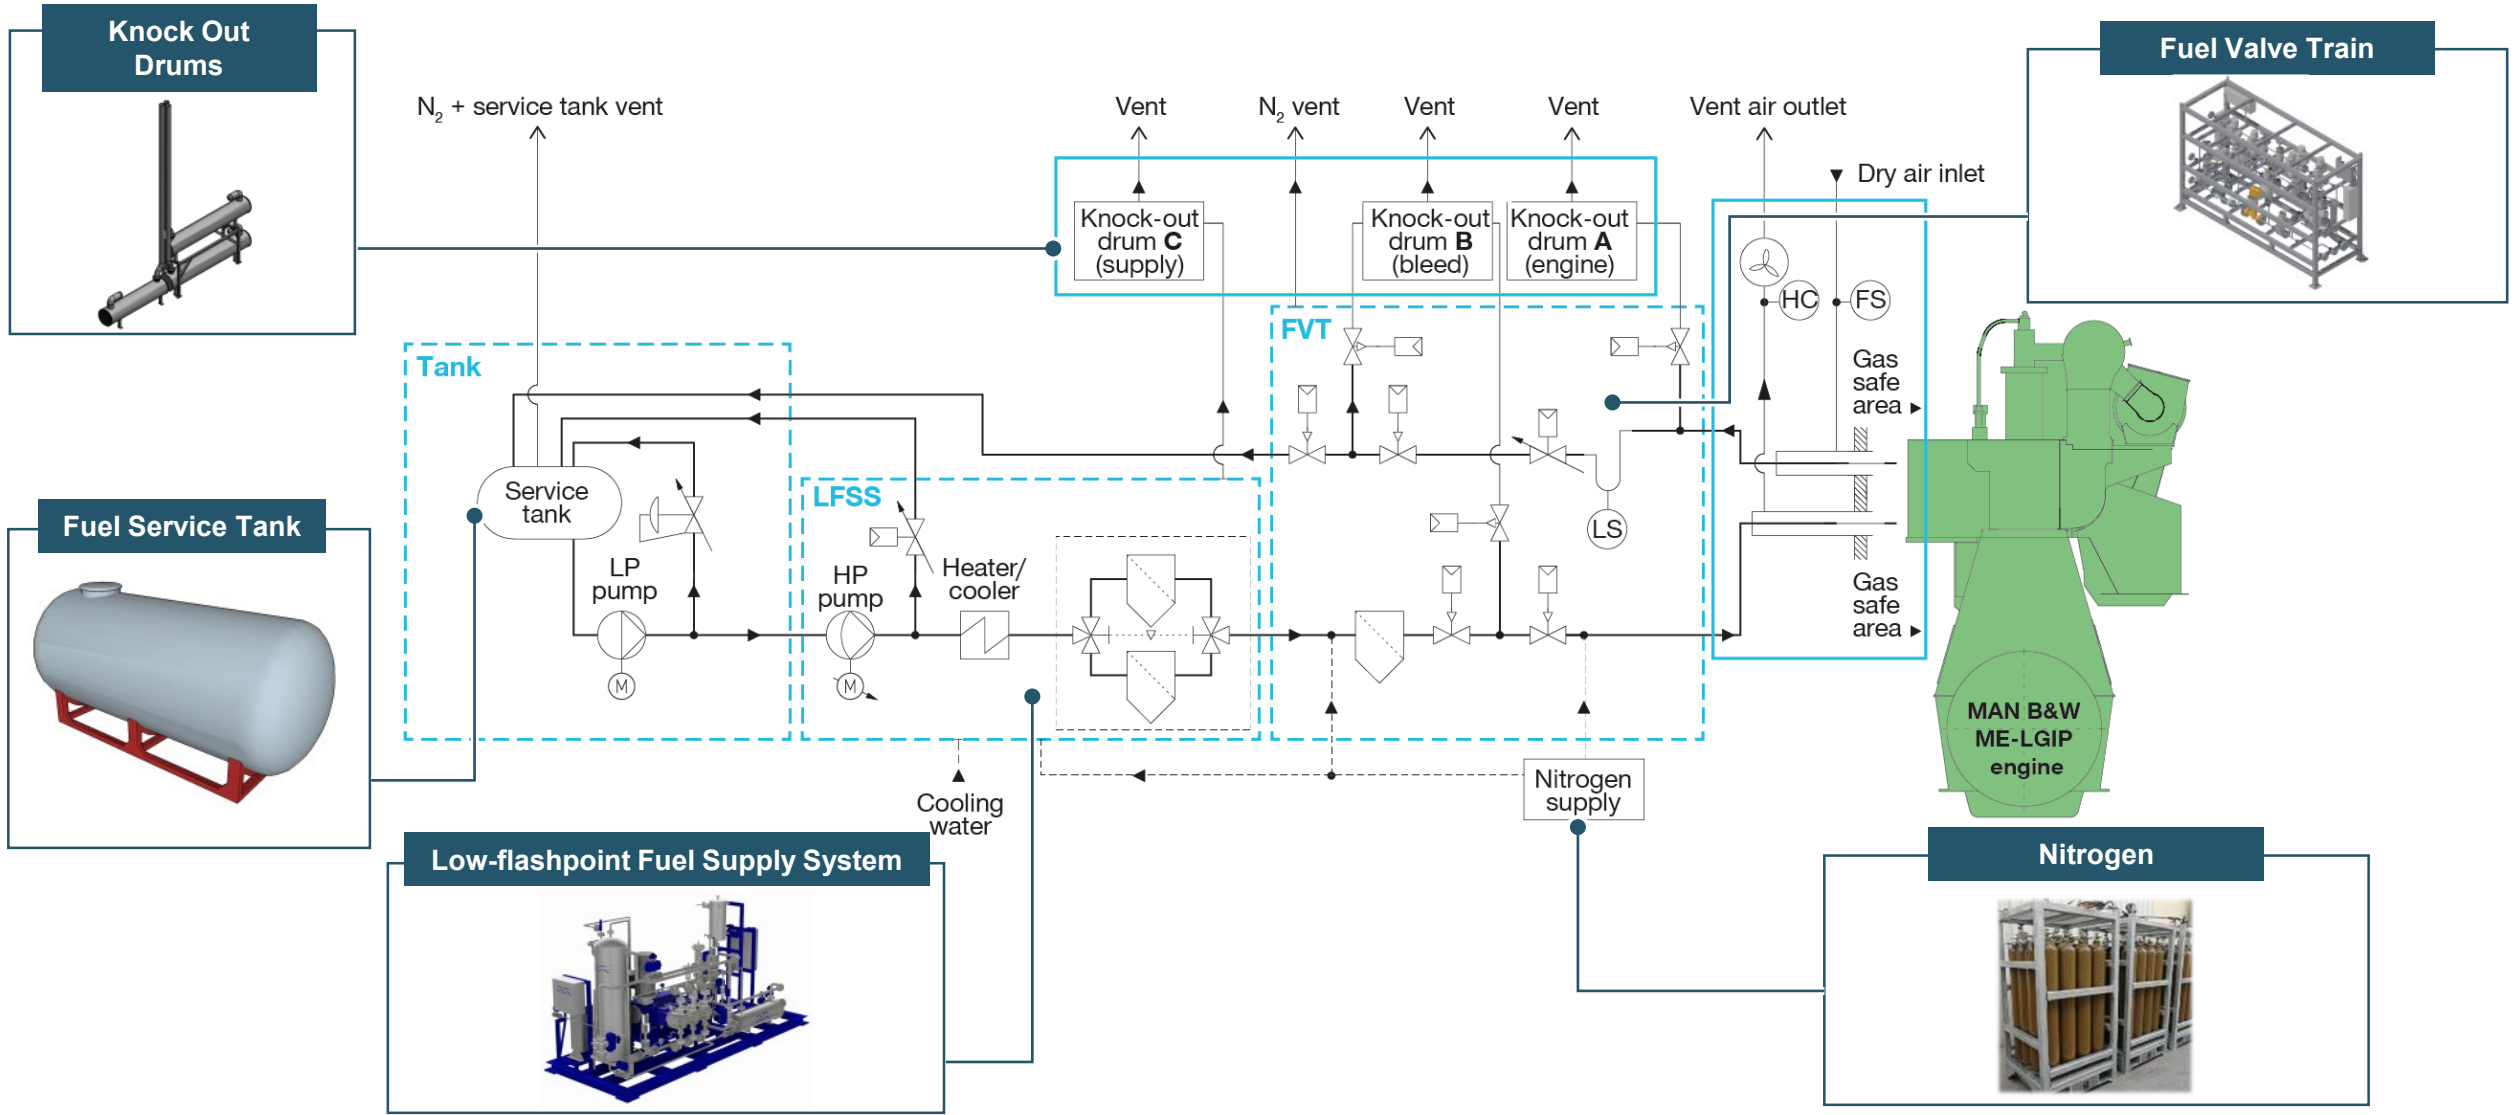 Knock Out
Drums
Fuel Valve Train
N2 + service tank vent
Vent
N2 vent
Vent
Vent
Vent air outlet
Dry air inlet
Knock-out
drum C
(supply)
Knock-out
drum B
(bleed)
Knock-out
drum A
(engine)
HC
FS
FVT
Tank
Gas
safe
area
LFSS
Service
tank
LS
Fuel Service Tank
LP
pump
HP
pump
Heater/
cooler
Gas
safe
area
M
M
MAN B&W
ME-LGIP
engine
Cooling
water
Nitrogen
supply
Low-flashpoint Fuel Supply System
Nitrogen